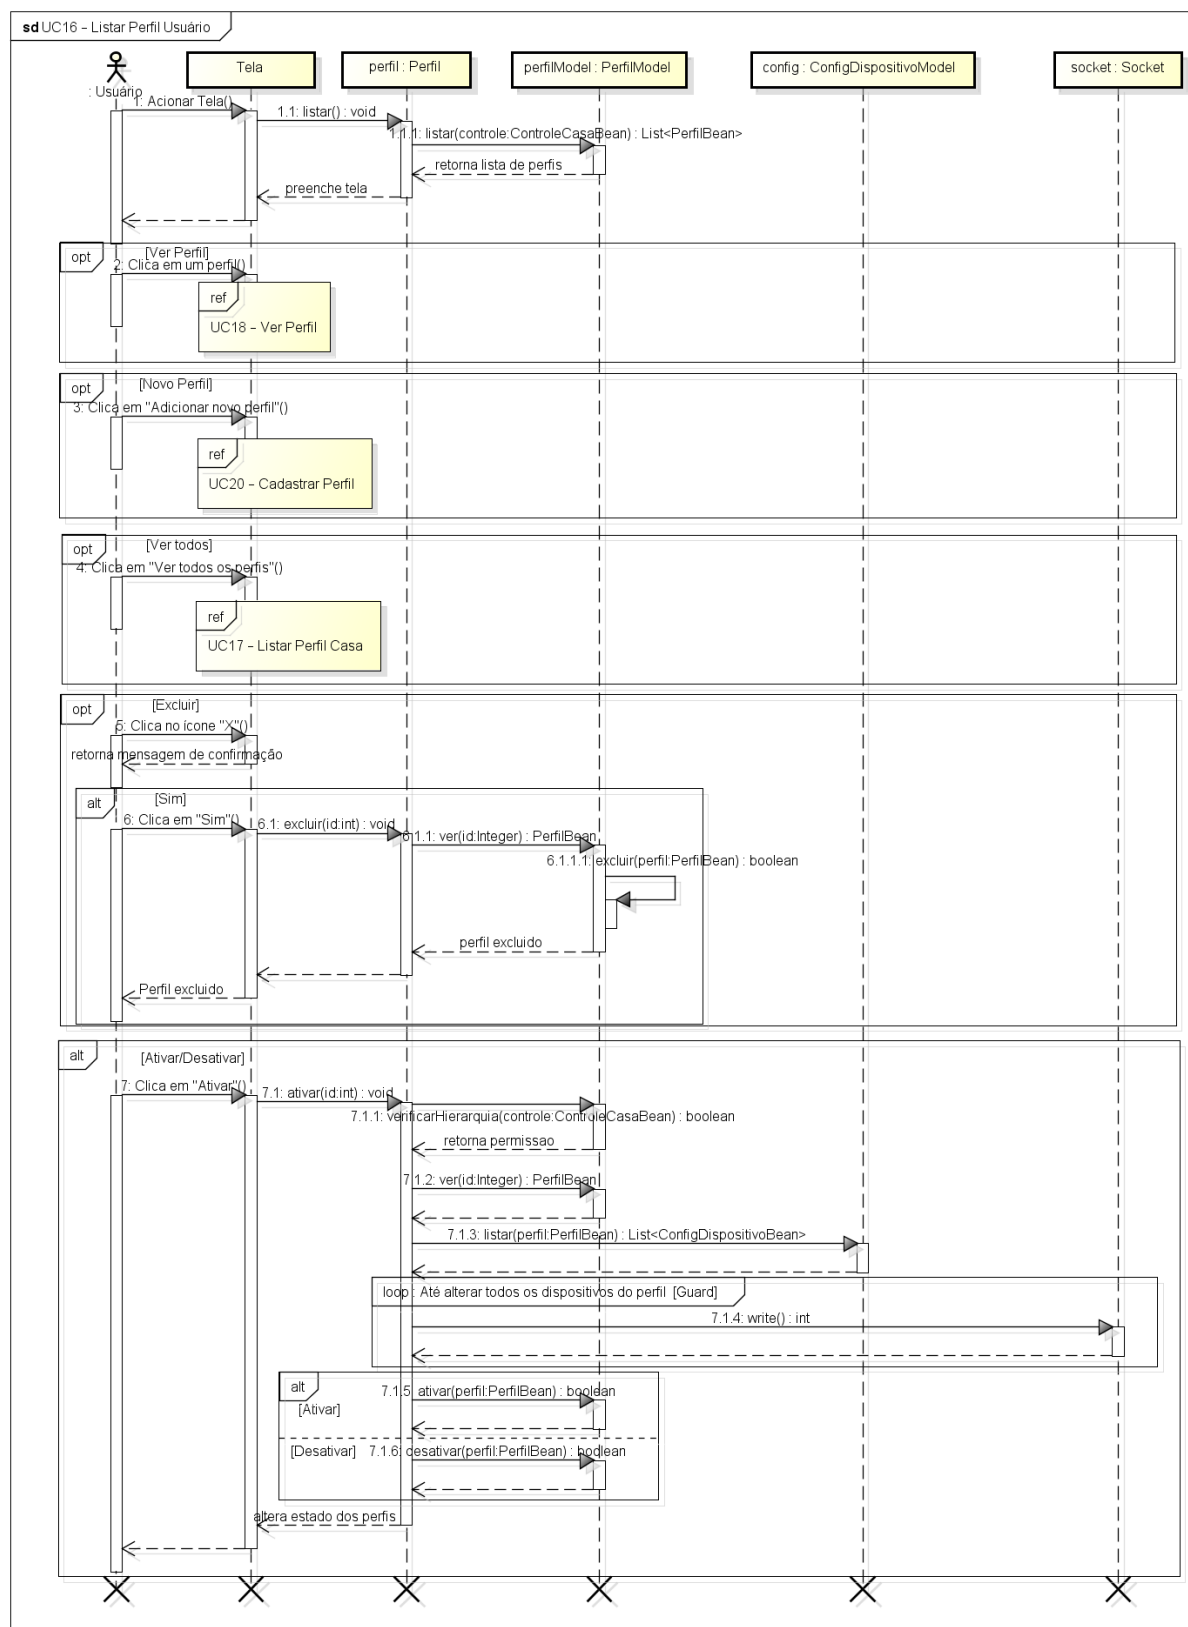 sd UC16 – Listar Perfil Usuário
: Usuário
Tela
perfil : Perfil
perfilModel : PerfilModel
config : ConfigDispositivoModel
socket : Socket
1: Acionar Tela()
1.1: listar() : void
1.1.1: listar(controle:ControleCasaBean) : List<PerfilBean>
retorna lista de perfis
preenche tela
opt
[Ver Perfil]
2: Clica em um perfil()
ref
UC18 – Ver Perfil
opt
[Novo Perfil]
3: Clica em "Adicionar novo perfil"()
ref
UC20 – Cadastrar Perfil
opt
[Ver todos]
4: Clica em "Ver todos os perfis"()
ref
UC17 – Listar Perfil Casa
opt
[Excluir]
5: Clica no ícone "X"()
retorna mensagem de confirmação
alt
[Sim]
6: Clica em "Sim"()
6.1: excluir(id:int) : void
6.1.1: ver(id:Integer) : PerfilBean
6.1.1.1: excluir(perfil:PerfilBean) : boolean
perfil excluido
Perfil excluido
alt
[Ativar/Desativar]
7: Clica em "Ativar"()
7.1: ativar(id:int) : void
7.1.1: verificarHierarquia(controle:ControleCasaBean) : boolean
retorna permissao
7.1.2: ver(id:Integer) : PerfilBean
7.1.3: listar(perfil:PerfilBean) : List<ConfigDispositivoBean>
loop : Até alterar todos os dispositivos do perfil [Guard]
7.1.4: write() : int
alt
7.1.5: ativar(perfil:PerfilBean) : boolean
[Ativar]
[Desativar]
7.1.6: desativar(perfil:PerfilBean) : boolean
altera estado dos perfis